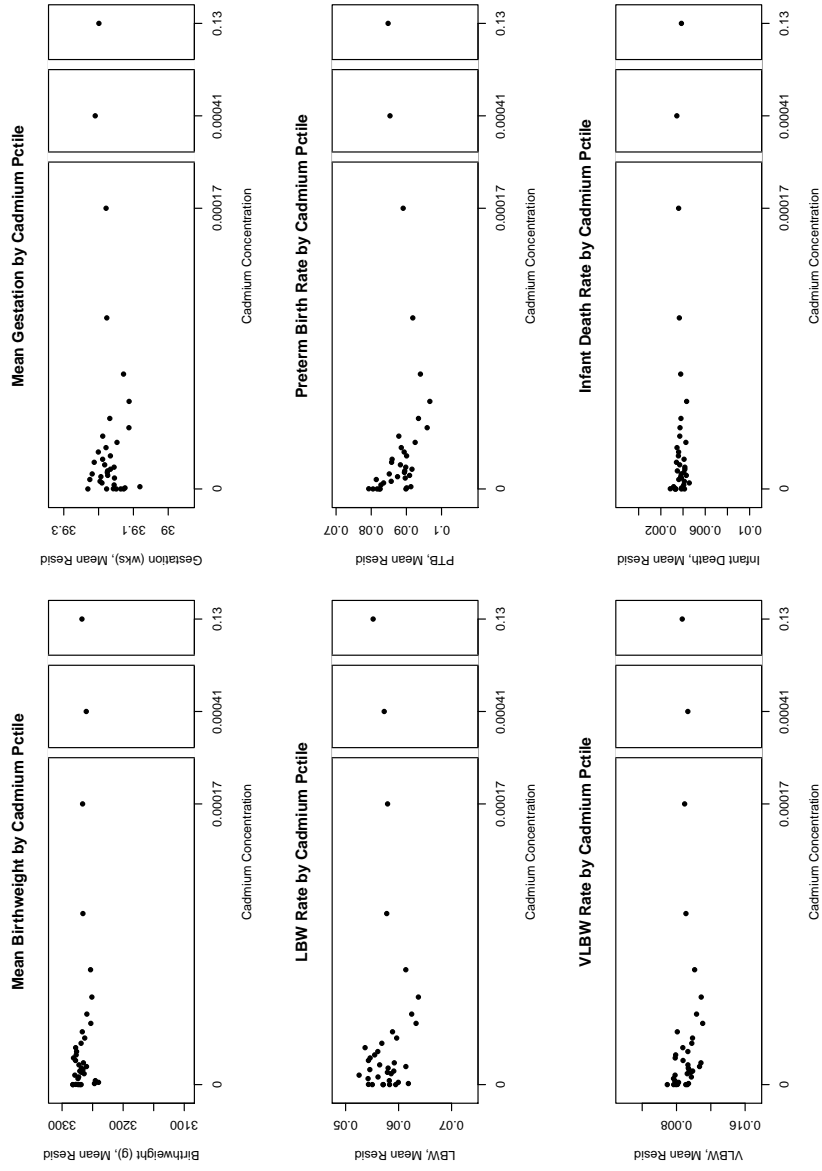 Mean Birthweight by Cadmium Pctile
Birthweight (g), Mean Resid
3300
3200
3100
0
0.00017
0.00041
0.13
Cadmium Concentration
Mean Gestation by Cadmium Pctile
Gestation (wks), Mean Resid
39.3
39.1
39
0
0.00017
0.00041
0.13
Cadmium Concentration
LBW Rate by Cadmium Pctile
LBW, Mean Resid
0.05
0.06
0.07
0
0.00017
0.00041
0.13
Cadmium Concentration
Preterm Birth Rate by Cadmium Pctile
PTB, Mean Resid
0.07
0.08
0.09
0.1
0
0.00017
0.00041
0.13
Cadmium Concentration
VLBW Rate by Cadmium Pctile
VLBW, Mean Resid
0.008
0.016
0
0.00017
0.00041
0.13
Cadmium Concentration
Infant Death Rate by Cadmium Pctile
Infant Death, Mean Resid
0.002
0.006
0.01
0
0.00017
0.00041
0.13
Cadmium Concentration